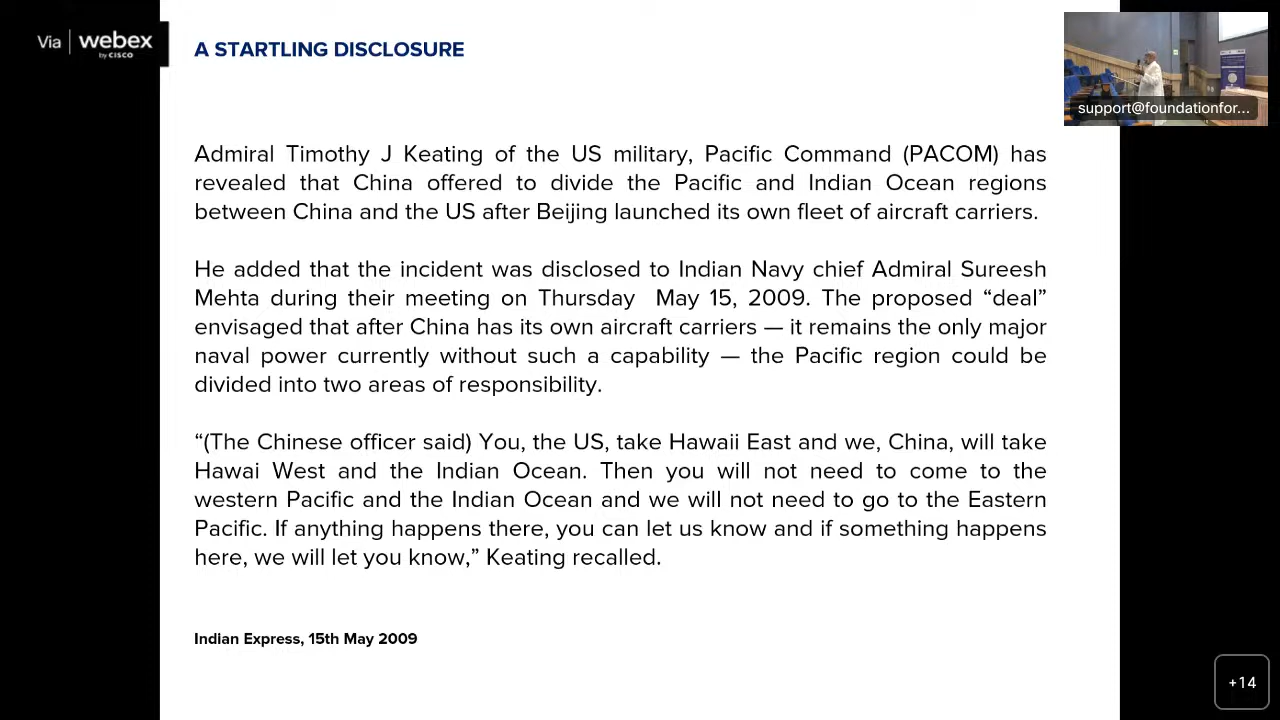 Via webex
by CISCO
A STARTLING DISCLOSURE
support@foundationfor...
Admiral Timothy J Keating of the US military, Pacific Command (PACOM) has
revealed that China offered to divide the Pacific and Indian Ocean regions
between China and the US after Beijing launched its own fleet of aircraft carriers.
He added that the incident was disclosed to Indian Navy chief Admiral Sureesh
Mehta during their meeting on Thursday  May 15, 2009. The proposed “deal”
envisaged that after China has its own aircraft carriers — it remains the only major
naval power currently without such a capability — the Pacific region could be
divided into two areas of responsibility.
“(The Chinese officer said) You, the US, take Hawaii East and we, China, will take
Hawai West and the Indian Ocean. Then you will not need to come to the
western Pacific and the Indian Ocean and we will not need to go to the Eastern
Pacific. If anything happens there, you can let us know and if something happens
here, we will let you know,” Keating recalled.
Indian Express, 15th May 2009
+14